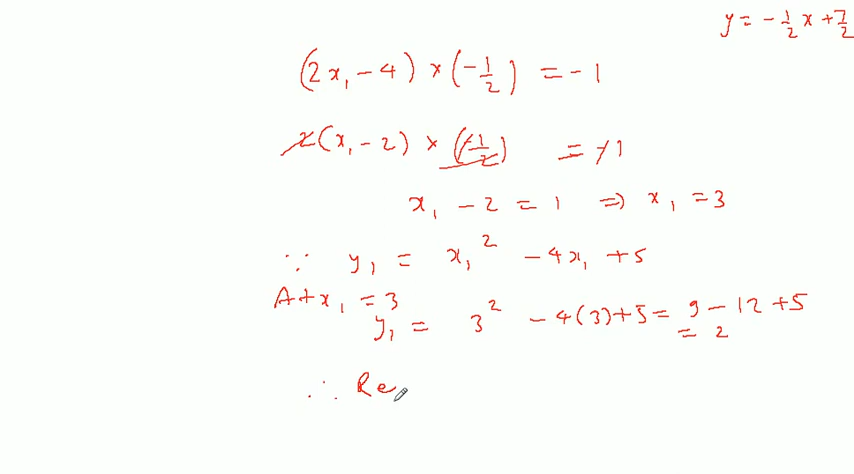 y = -1/2 x + 7/2
(2x₁ - 4) × (-1/2) = -1
2(x₁ - 2) × (-1/2) = -1
x₁ - 2 = 1 ⇒ x₁ = 3
∵ y₁ = x₁² - 4x₁ + 5
At x₁ = 3
y₁ = 3² - 4(3) + 5 = 9 - 12 + 5
= 2
∴ Re